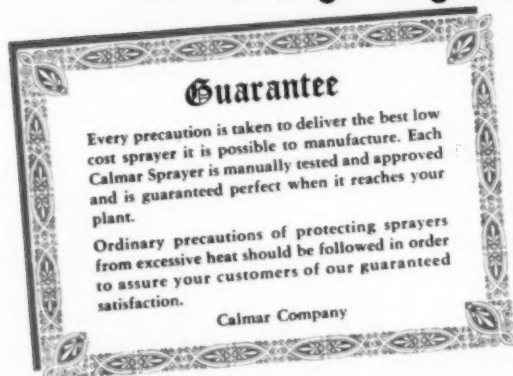 Guarantee
Every precaution is taken to deliver the best low
cost sprayer it is possible to manufacture. Each
Calmar Sprayer is manually tested and approved
and is guaranteed perfect when it reaches your
plant.
Ordinary precautions of protecting sprayers
from excessive heat should be followed in order
to assure your customers of our guaranteed
satisfaction.
Calmar Company